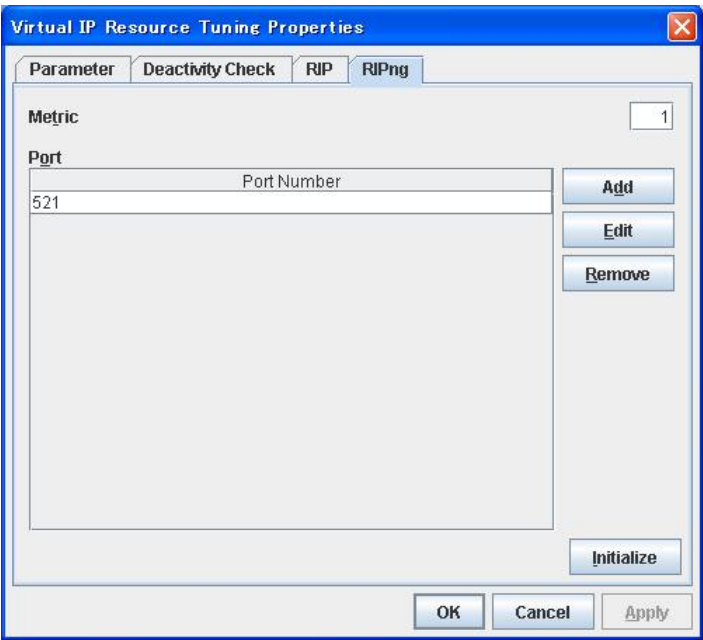 Virtual IP Resource Tuning Properties
Parameter Deactivity Check RIP RIPng
Metric 1
Port
Port Number
521
Add
Edit
Remove
Initialize
OK Cancel Apply